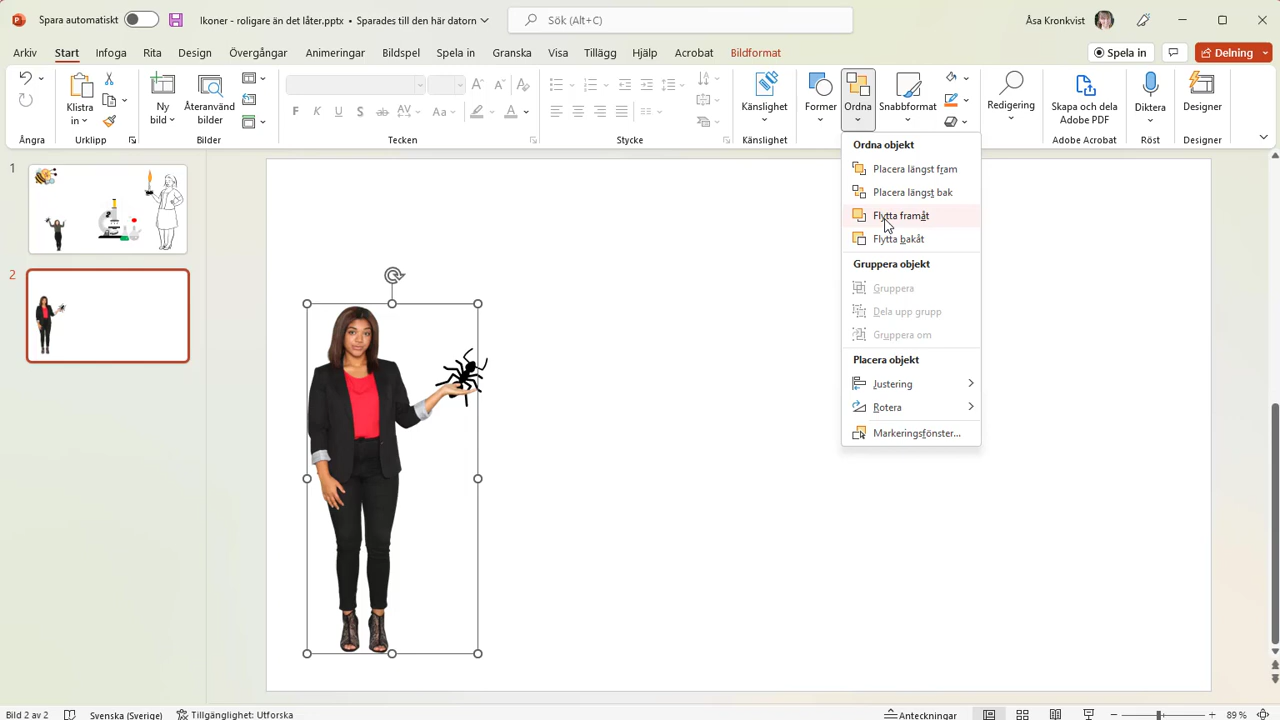 Spara automatiskt
Ikoner - roligare än det låter.pptx • Sparades till den här datorn
Sök (Alt+C)
Åsa Kronkvist
Arkiv Start Infoga Rita Design Övergångar Animeringar Bildspel Spela in Granska Visa Tillägg Hjälp Acrobat Bildformat
Spela in
Delning
Klistra in
Ny bild
Återanvänd bilder
F K U S AV Aa A
Känslighet
Former
Ordna
Snabbformat
Redigering
Skapa och dela Adobe PDF
Diktera
Designer
Ångra Urklipp Bilder Tecken Stycke Känslighet Adobe Acrobat Röst Designer
Ordna objekt
Placera längst fram
Placera längst bak
Flytta framåt
Flytta bakåt
Gruppera objekt
Gruppera
Dela upp grupp
Gruppera om
Placera objekt
Justering
Rotera
Markeringsfönster...
1
2
Bild 2 av 2 Svenska (Sverige) Tillgänglighet: Utforska Anteckningar 89 %